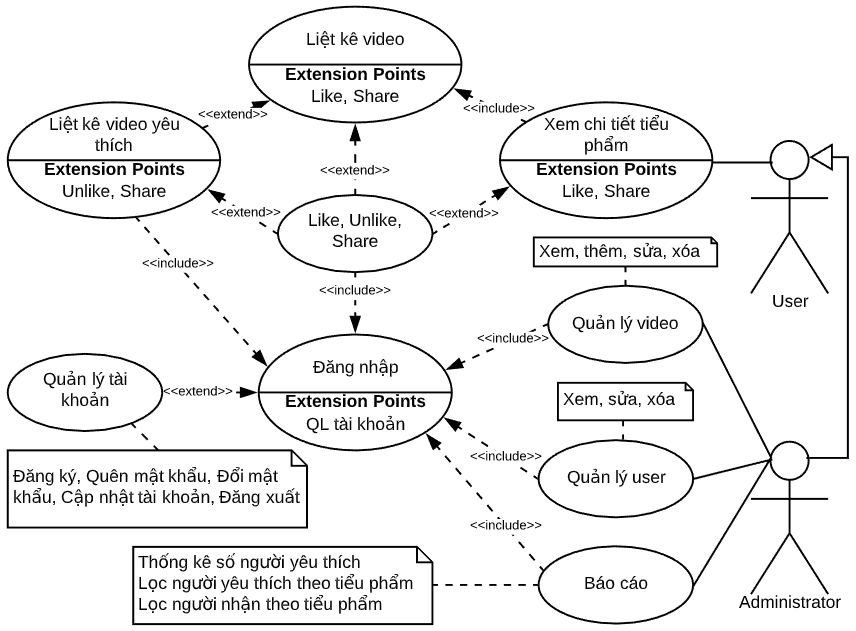 Liệt kê video
Extension Points
Like, Share
<<extend>>
<<include>>
Liệt kê video yêu
thích
Extension Points
Unlike, Share
Xem chi tiết tiểu
phẩm
Extension Points
Like, Share
<<extend>>
<<extend>>
<<extend>>
Like, Unlike,
Share
Xem, thêm, sửa, xóa
<<include>>
<<include>>
User
Quản lý video
<<include>>
Đăng nhập
Extension Points
QL tài khoản
Quản lý tài
khoản
<<extend>>
Xem, sửa, xóa
Đăng ký, Quên mật khẩu, Đổi mật
khẩu, Cập nhật tài khoản, Đăng xuất
<<include>>
Quản lý user
<<include>>
Thống kê số người yêu thích
Lọc người yêu thích theo tiểu phẩm
Lọc người nhận theo tiểu phẩm
Báo cáo
Administrator